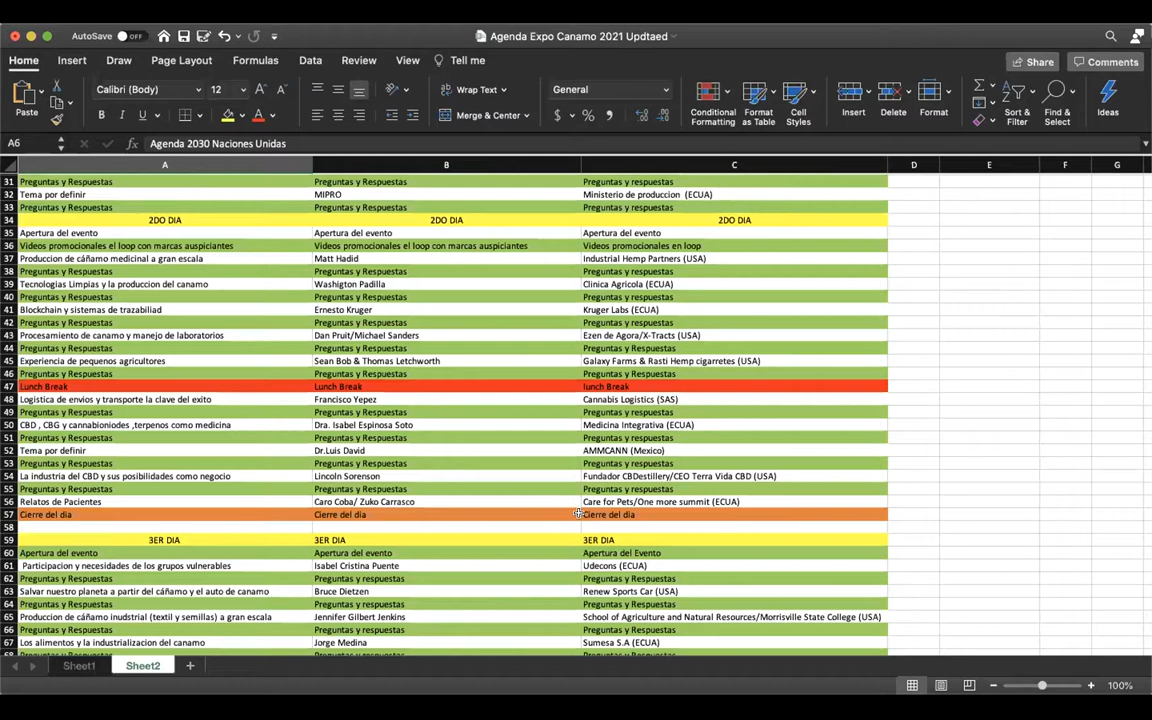 AutoSave OFF Agenda Expo Canamo 2021 Updtaed
Home Insert Draw Page Layout Formulas Data Review View Tell me Share Comments
Paste Calibri (Body) 12 A A Wrap Text General Conditional Formatting Format as Table Cell Styles Insert Delete Format Sort & Filter Find & Select Ideas
B I U A Merge & Center $ % 9
A6 fx Agenda 2030 Naciones Unidas
A B C D E F G
31 Preguntas y Respuestas Preguntas y Respuestas Preguntas y respuestas
32 Tema por definir MIPRO Ministerio de produccion (ECUA)
33 Preguntas y Respuestas Preguntas y Respuestas Preguntas y respuestas
34 2DO DIA 2DO DIA 2DO DIA
35 Apertura del evento Apertura del evento Apertura del evento
36 Videos promocionales el loop con marcas auspiciantes Videos promocionales el loop con marcas auspiciantes Videos promocionales en loop
37 Produccion de cáñamo medicinal a gran escala Matt Hadid Industrial Hemp Partners (USA)
38 Preguntas y Respuestas Preguntas y Respuestas Preguntas y Respuestas
39 Tecnologias Limpias y la produccion del canamo Washigton Padilla Clinica Agricola (ECUA)
40 Preguntas y Respuestas Preguntas y Respuestas Preguntas y respuestas
41 Blockchain y sistemas de trazabiliad Ernesto Kruger Kruger Labs (ECUA)
42 Preguntas y Respuestas Preguntas y Respuestas Preguntas y respuestas
43 Procesamiento de canamo y manejo de laboratorios Dan Pruit/Michael Sanders Ezen de Agora/X-Tracts (USA)
44 Preguntas y Respuestas Preguntas y Respuestas Preguntas y Respuestas
45 Experiencia de pequenos agricultores Sean Bob & Thomas Letchworth Galaxy Farms & Rasti Hemp cigarretes (USA)
46 Preguntas y Respuestas Preguntas y Respuestas Preguntas y Respuestas
47 Lunch Break Lunch Break lunch Break
48 Logistica de envios y transporte la clave del exito Francisco Yepez Cannabis Logistics (SAS)
49 Preguntas y Respuestas Preguntas y Respuestas Preguntas y Respuestas
50 CBD , CBG y cannabioniodes ,terpenos como medicina Dra. Isabel Espinosa Soto Medicina Integrativa (ECUA)
51 Preguntas y Respuestas Preguntas y Respuestas Preguntas y Respuestas
52 Tema por definir Dr.Luis David AMMCANN (Mexico)
53 Preguntas y Respuestas Preguntas y Respuestas Preguntas y Respuestas
54 La industria del CBD y sus posibilidades como negocio Lincoln Sorenson Fundador CBDestillery/CEO Terra Vida CBD (USA)
55 Preguntas y Respuestas Preguntas y Respuestas Preguntas y Respuestas
56 Relatos de Pacientes Caro Coba/ Zuko Carrasco Care for Pets/One more summit (ECUA)
57 Cierre del dia Cierre del dia Cierre del dia
58
59 3ER DIA 3ER DIA 3ER DIA
60 Apertura del evento Apertura del evento Apertura del Evento
61 Participacion y necesidades de los grupos vulnerables Isabel Cristina Puente Udecons (ECUA)
62 Preguntas y Respuestas Preguntas y respuestas Preguntas y Respuestas
63 Salvar nuestro planeta a partir del cáñamo y el auto de canamo Bruce Dietzen Renew Sports Car (USA)
64 Preguntas y Respuestas Preguntas y respuestas Preguntas y Respuestas
65 Produccion de cáñamo inudstrial (textil y semillas) a gran escala Jennifer Gilbert Jenkins School of Agriculture and Natural Resources/Morrisville State College (USA)
66 Preguntas y Respuestas Preguntas y respuestas Preguntas y Respuestas
67 Los alimentos y la industrializacion del canamo Jorge Medina Sumesa S.A (ECUA)
68 Preguntas y Respuestas Preguntas y respuestas Preguntas y Respuestas
Sheet1 Sheet2 +
100%